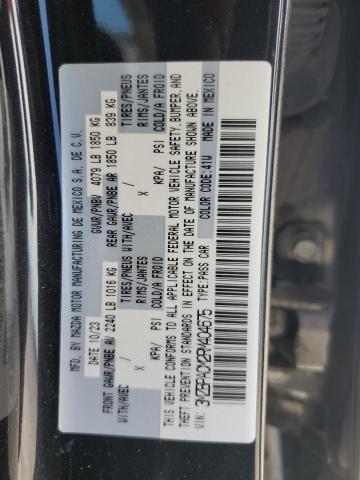 MFG. BY MAZDA MOTOR MANUFACTURING DE MEXICO S.A. DE C.V.
DATE 10/23 GVWR/PNBV 4079 LB 1850 KG
FRONT GAWR/PNBE AV 2240 LB 1016 KG REAR GAWR/PNBE AR 1850 LB 839 KG
WITH/AVEC TIRES/PNEUS WITH/AVEC TIRES/PNEUS
/ X RIMS/JANTES / X RIMS/JANTES
KPA/ PSI COLD/A FROID KPA/ PSI COLD/A FROID
THIS VEHICLE CONFORMS TO ALL APPLICABLE FEDERAL MOTOR VEHICLE SAFETY, BUMPER, AND
THEFT PREVENTION STANDARDS IN EFFECT ON THE DATE OF MANUFACTURE SHOWN ABOVE.
VIN: TYPE:PASS CAR COLOR CODE:41W MADE IN MEXICO